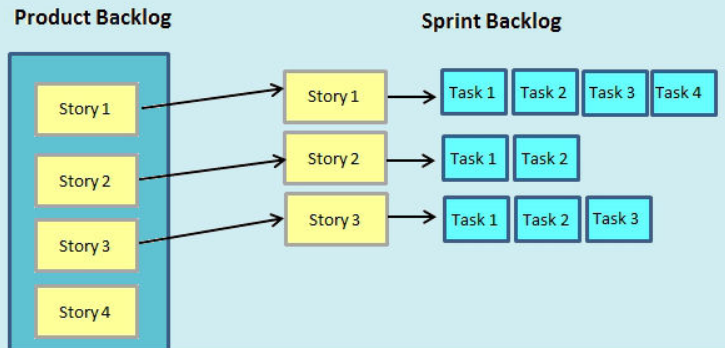 Product Backlog
Sprint Backlog
Story 1
Story 1
Task 1
Task 2
Task 3
Task 4
Story 2
Story 2
Task 1
Task 2
Story 3
Story 3
Task 1
Task 2
Task 3
Story 4